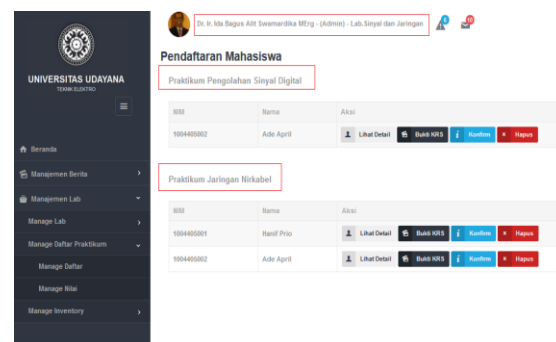 Dr. Ir. Ida Bagus Alit Swamardika MErg - (Admin) - Lab.Sinyal dan Jaringan
UNIVERSITAS UDAYANA
TEKNIK ELEKTRO
Beranda
Manajemen Berita
Manajemen Lab
Manage Lab
Manage Daftar Praktikum
Manage Daftar
Manage Nilai
Manage Inventory
Pendaftaran Mahasiswa
Praktikum Pengolahan Sinyal Digital
NIM Nama Aksi
1004405002 Ade April Lihat Detail Bukti KRS Konfirm Hapus
Praktikum Jaringan Nirkabel
NIM Nama Aksi
1004405001 Hanif Prio Lihat Detail Bukti KRS Konfirm Hapus
1004405002 Ade April Lihat Detail Bukti KRS Konfirm Hapus